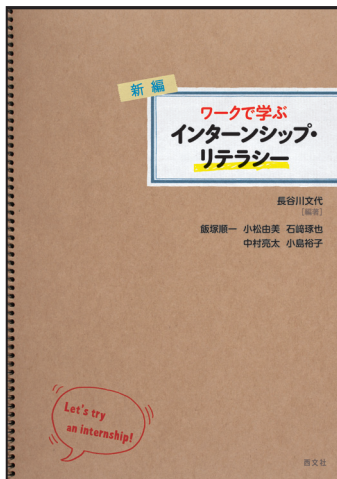 新編
ワークで学ぶ
インターンシップ・
リテラシー
長谷川文代
[編著]
飯塚順一 小松由美 石﨑琢也
中村亮太 小島裕子
Let's try
an internship!
西文社